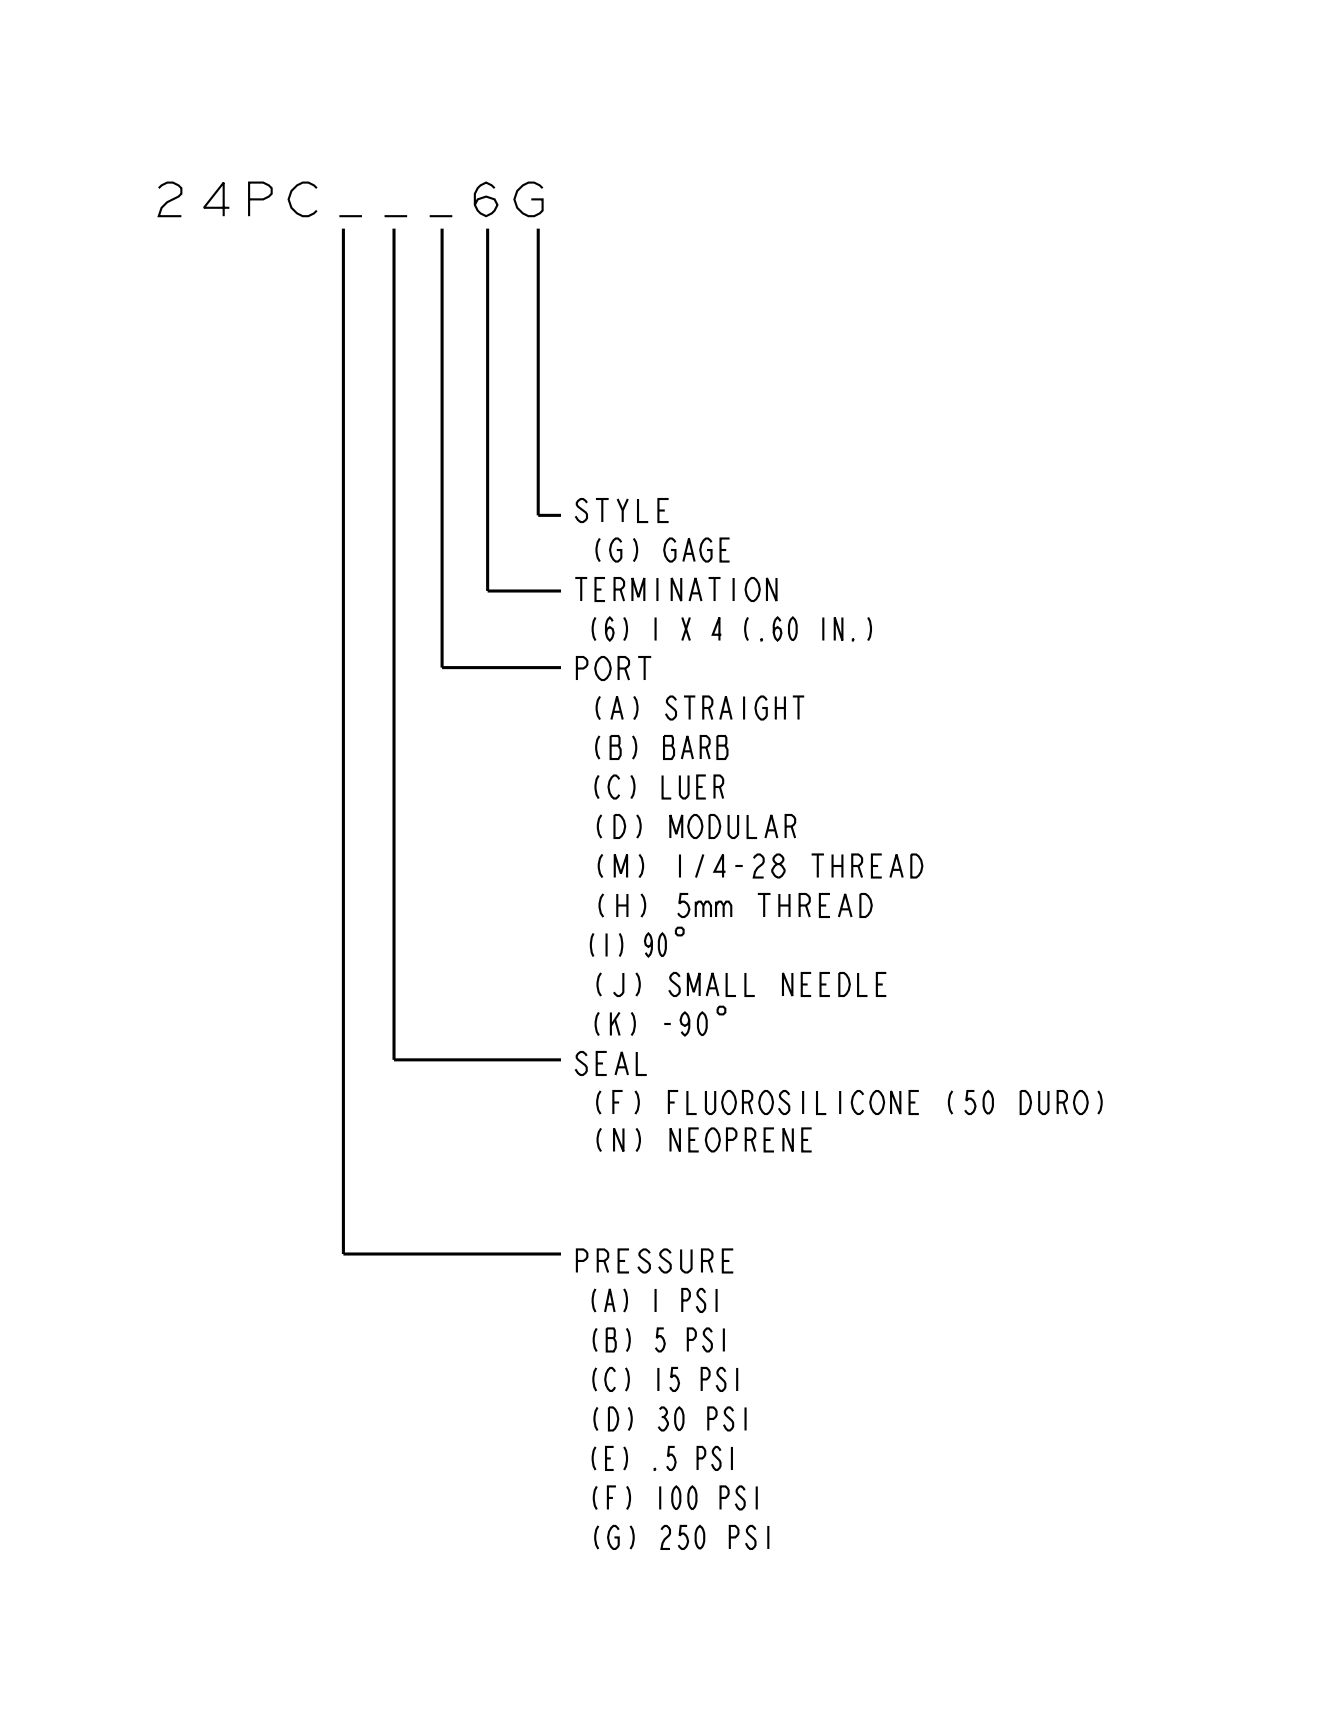 24PC___6G
STYLE
(G) GAGE
TERMINATION
(6) 1 X 4 (.60 IN.)
PORT
(A) STRAIGHT
(B) BARB
(C) LUER
(D) MODULAR
(M) 1/4-28 THREAD
(H) 5mm THREAD
(I) 90°
(J) SMALL NEEDLE
(K) -90°
SEAL
(F) FLUOROSILICONE (50 DURO)
(N) NEOPRENE
PRESSURE
(A) 1 PSI
(B) 5 PSI
(C) 15 PSI
(D) 30 PSI
(E) .5 PSI
(F) 100 PSI
(G) 250 PSI